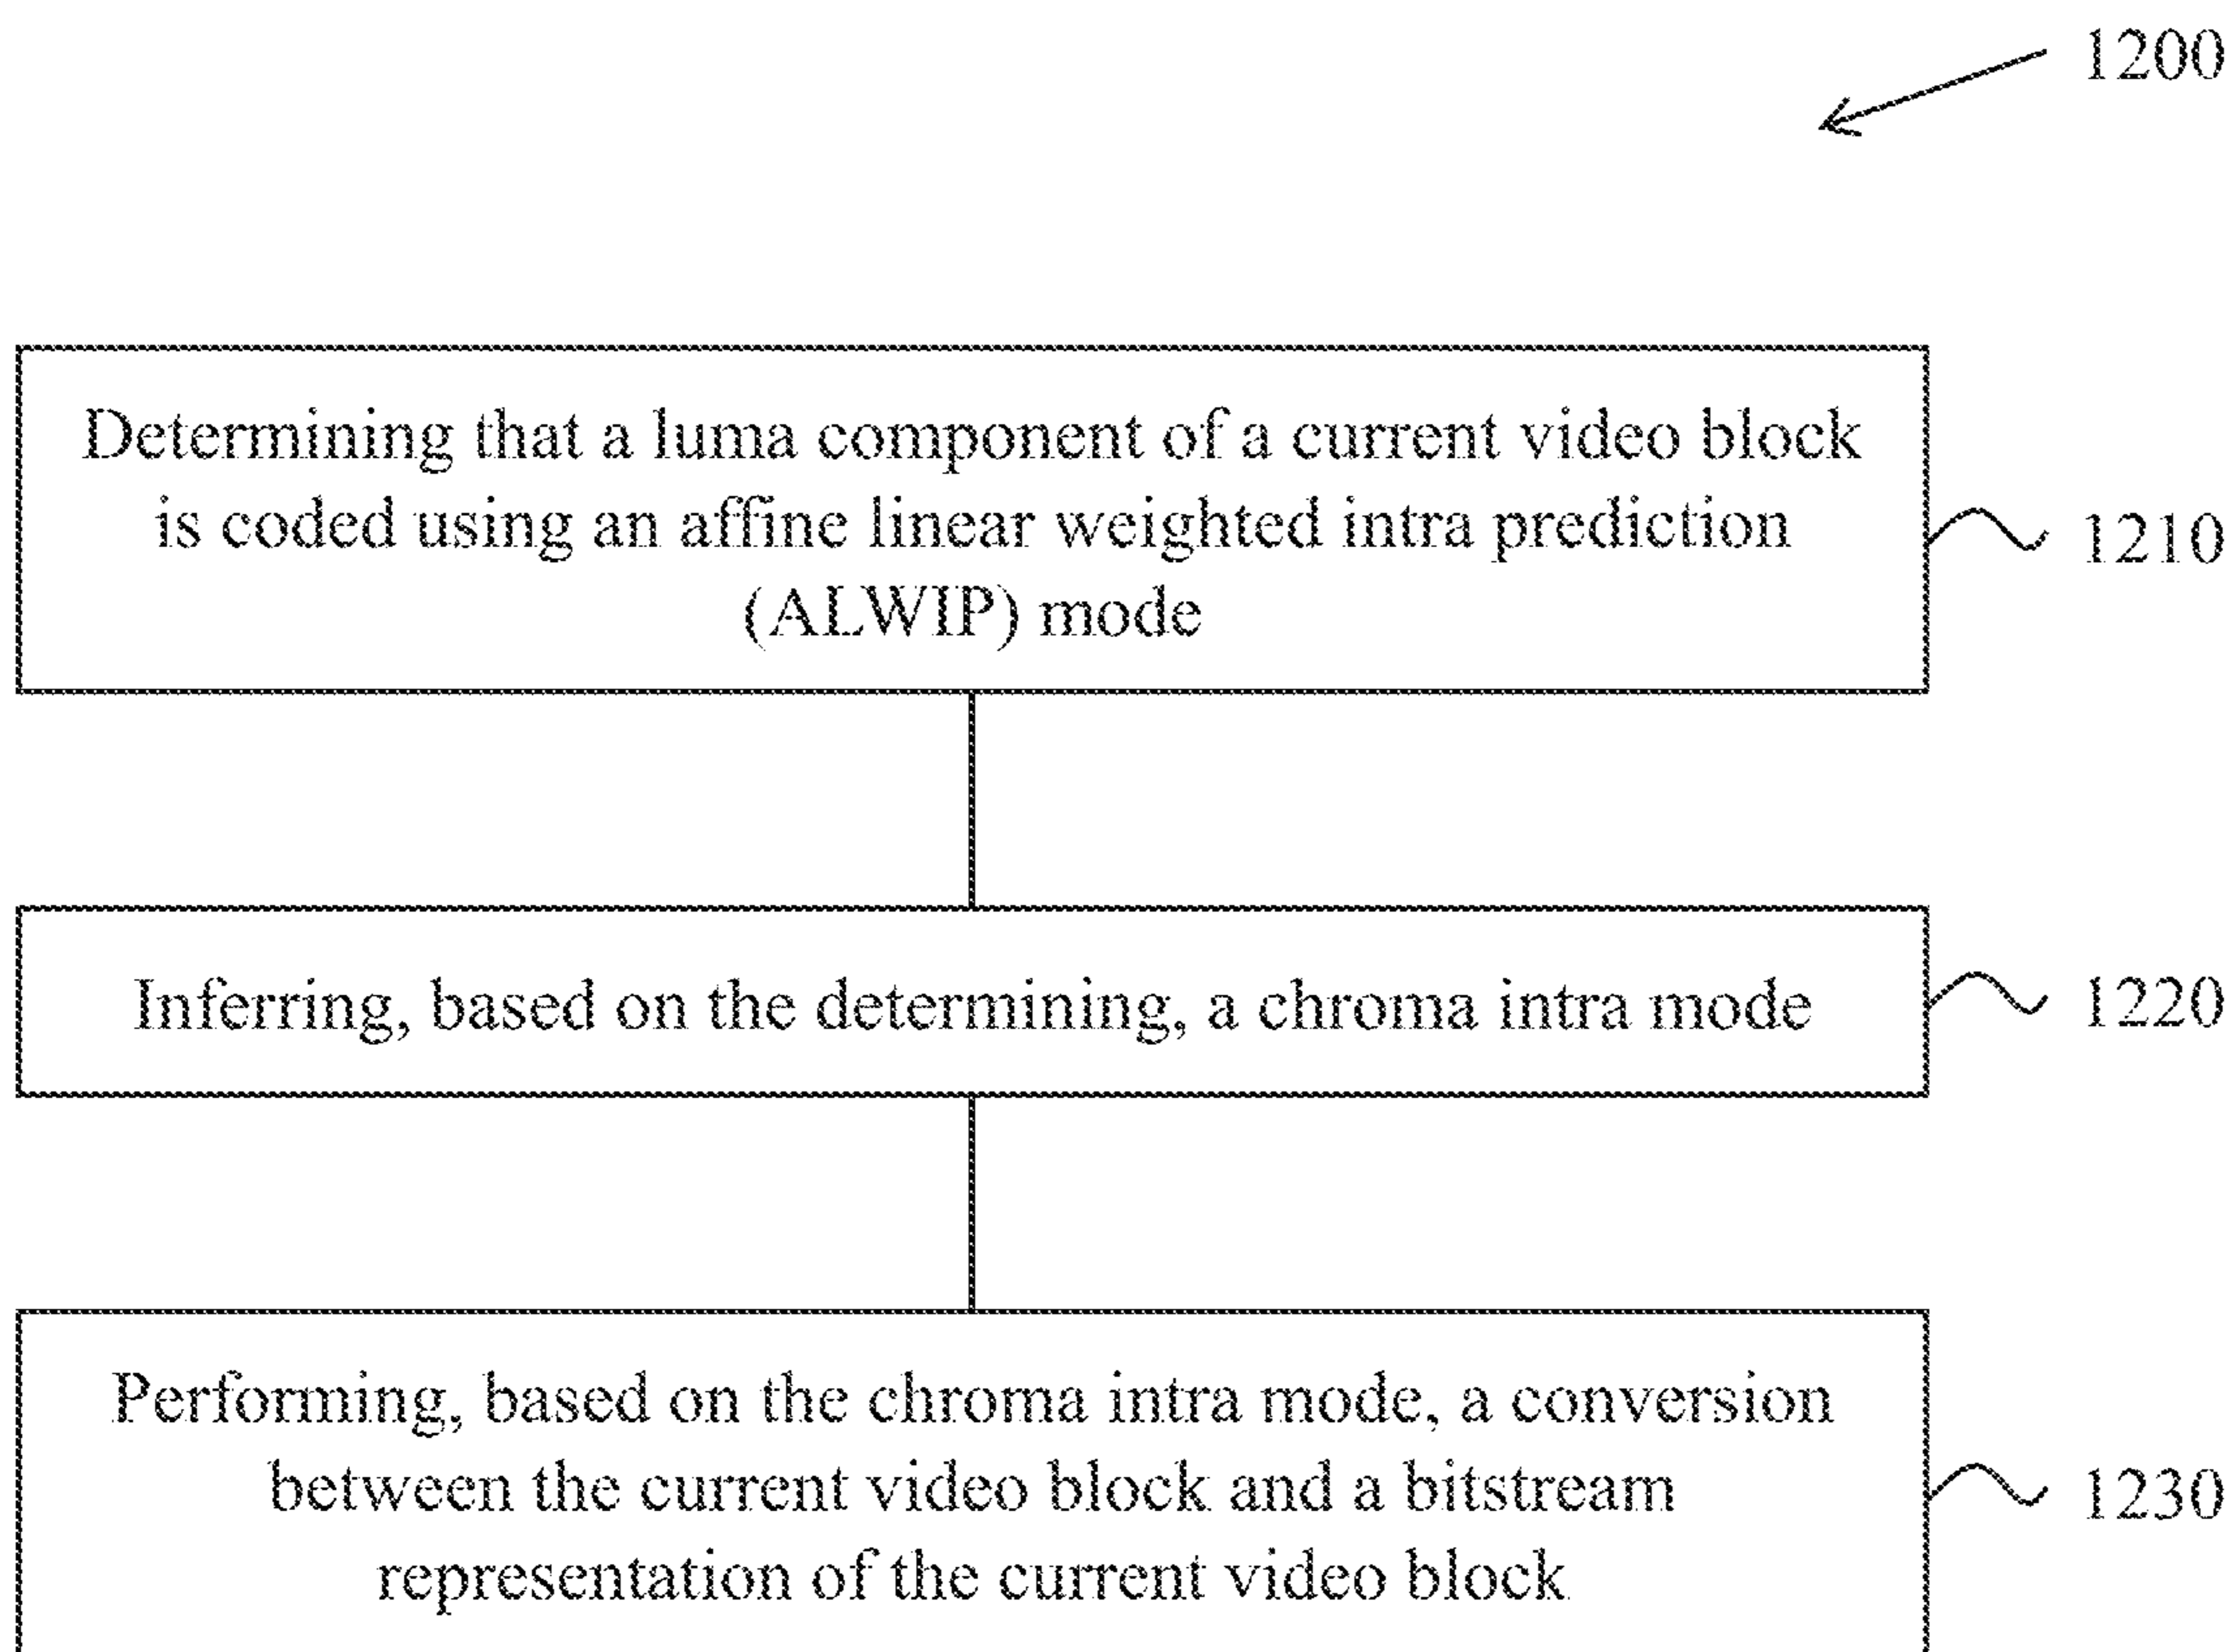 1200
Determining that a luma component of a current video block
is coded using an affine linear weighted intra prediction
(ALWIP) mode
1210
Inferring, based on the determining, a chroma intra mode
1220
Performing, based on the chroma intra mode, a conversion
between the current video block and a bitstream
representation of the current video block
1230